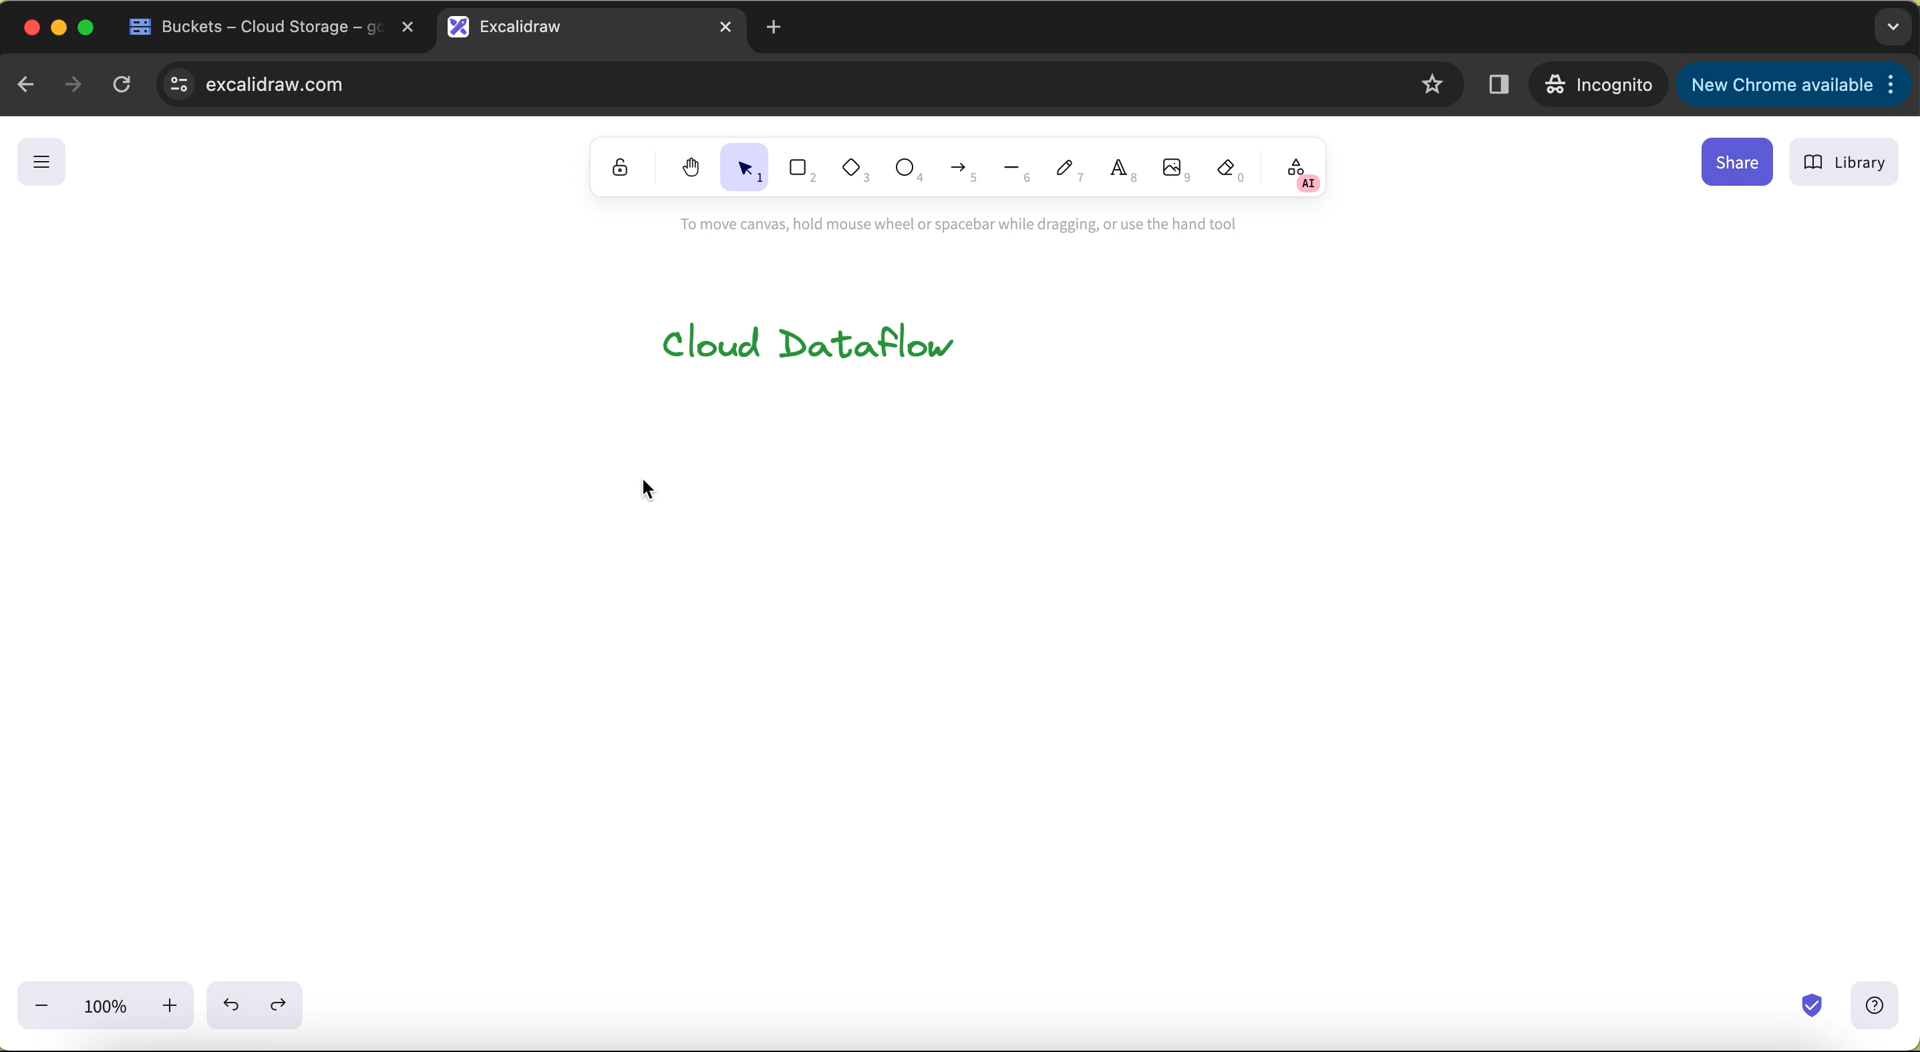 Buckets – Cloud Storage – go
Excalidraw
excalidraw.com
Incognito
New Chrome available
1
2
3
4
5
6
7
A 8
9
0
AI
Share
Library
To move canvas, hold mouse wheel or spacebar while dragging, or use the hand tool
Cloud Dataflow
100%